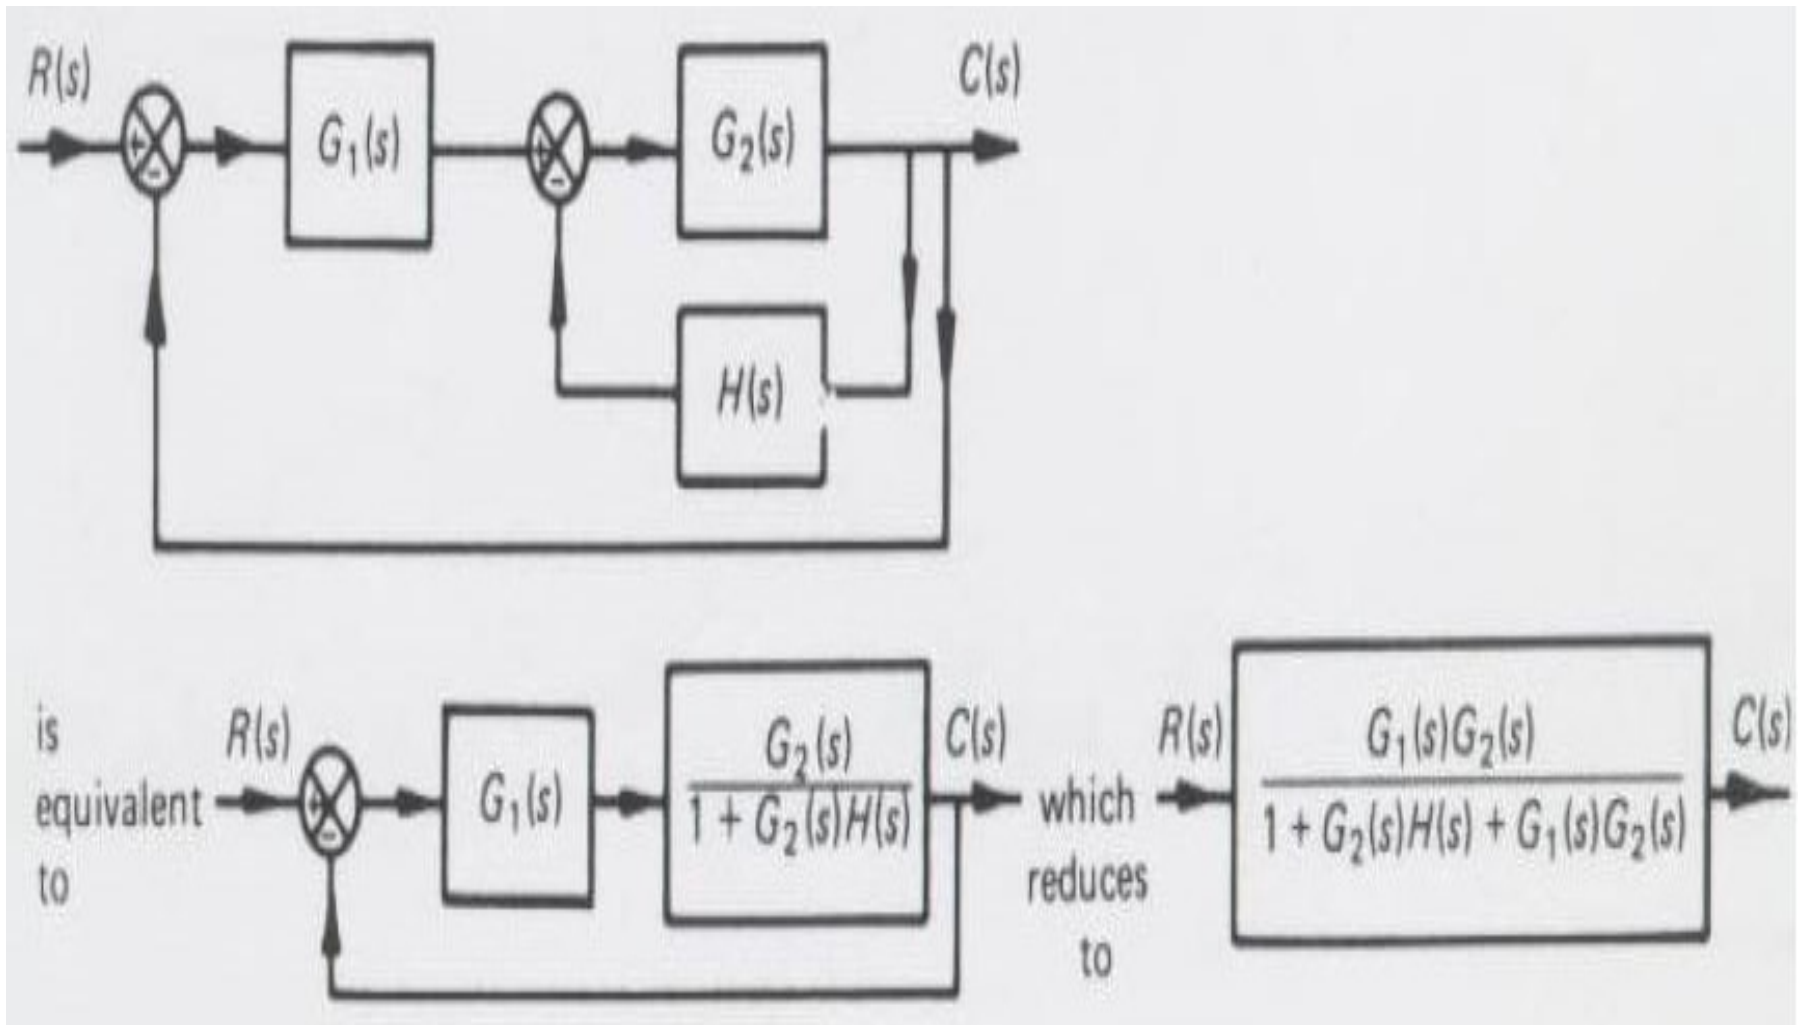 R(s)
C(s)
+
-
G₁(s)
+
-
G₂(s)
H(s)
is
equivalent
to
R(s)
+
-
G₁(s)
G₂(s)
1 + G₂(s)H(s)
C(s)
which
reduces
to
R(s)
G₁(s)G₂(s)
1 + G₂(s)H(s) + G₁(s)G₂(s)
C(s)